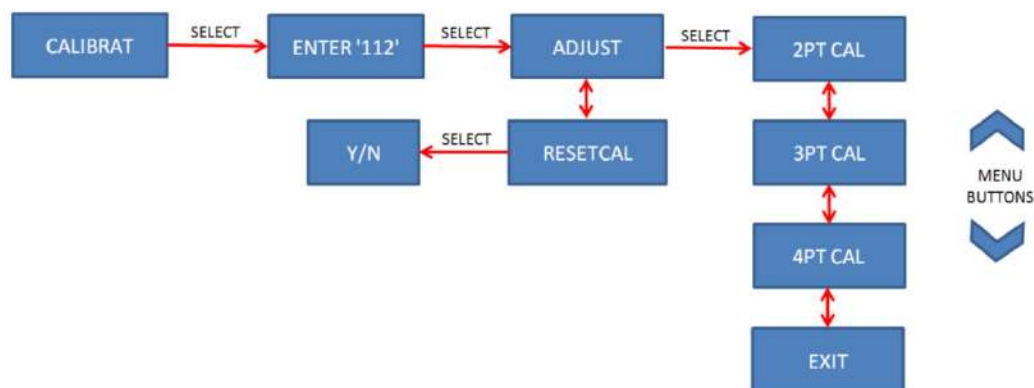 CALIBRAT
SELECT
ENTER '112'
SELECT
ADJUST
SELECT
2PT CAL
Y/N
SELECT
RESETCAL
3PT CAL
MENU
BUTTONS
4PT CAL
EXIT